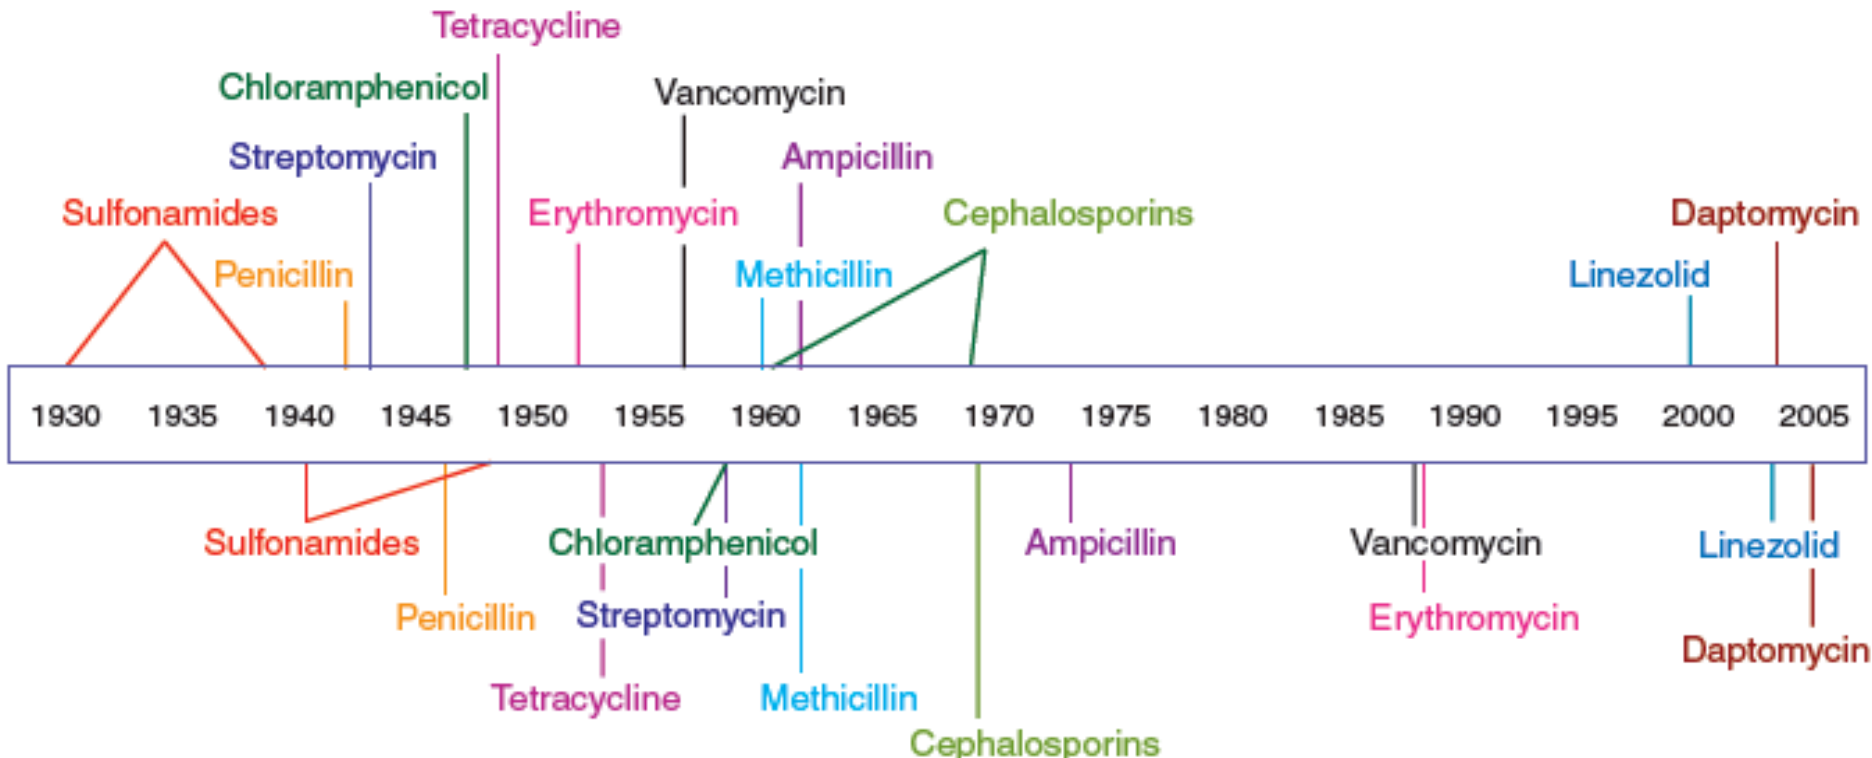 Tetracycline
Chloramphenicol
Vancomycin
Streptomycin
Ampicillin
Sulfonamides
Erythromycin
Cephalosporins
Daptomycin
Penicillin
Methicillin
Linezolid
1930 1935 1940 1945 1950 1955 1960 1965 1970 1975 1980 1985 1990 1995 2000 2005
Sulfonamides
Chloramphenicol
Ampicillin
Vancomycin
Linezolid
Penicillin
Streptomycin
Erythromycin
Daptomycin
Tetracycline
Methicillin
Cephalosporins